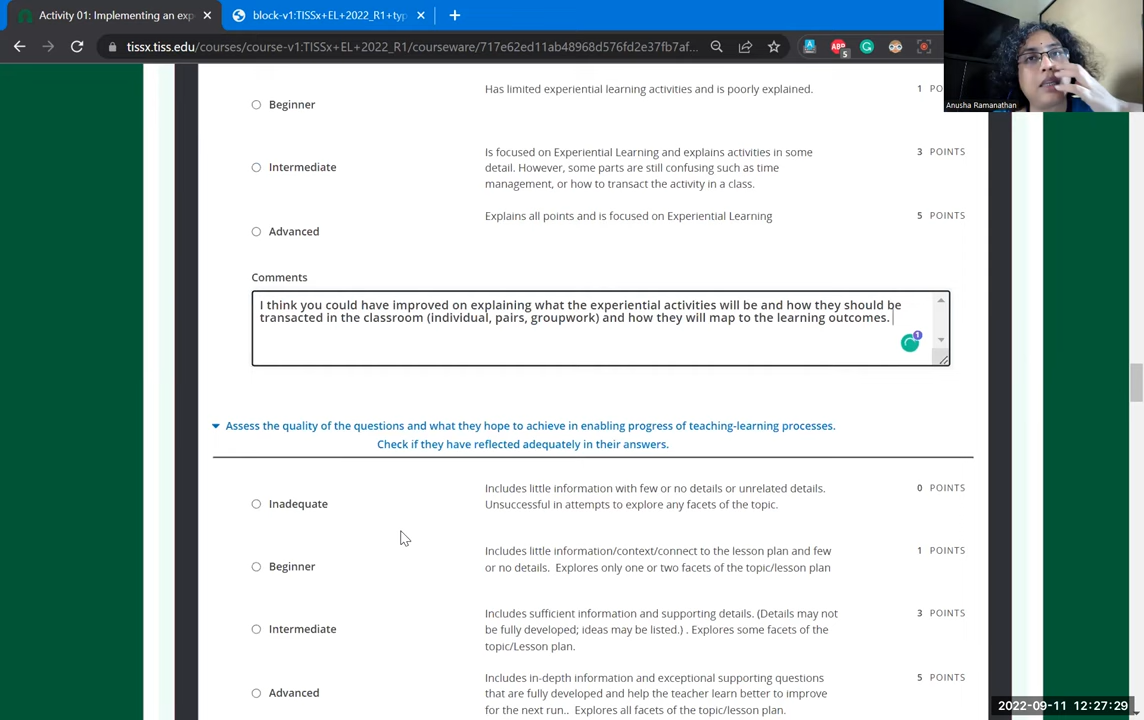 Activity 01: Implementing an exp
block-v1:TISSx+EL+2022_R1+typ
tissx.tiss.edu/courses/course-v1:TISSx+EL+2022_R1/courseware/717e62ed11ab48968d576fd2e37fb7af...
ABP
5
Anusha Ramanathan
Has limited experiential learning activities and is poorly explained.
1 PO
Beginner
Is focused on Experiential Learning and explains activities in some
3 POINTS
Intermediate
detail. However, some parts are still confusing such as time
management, or how to transact the activity in a class.
Explains all points and is focused on Experiential Learning
5 POINTS
Advanced
Comments
I think you could have improved on explaining what the experiential activities will be and how they should be
transacted in the classroom (individual, pairs, groupwork) and how they will map to the learning outcomes.
1
Assess the quality of the questions and what they hope to achieve in enabling progress of teaching-learning processes.
Check if they have reflected adequately in their answers.
Includes little information with few or no details or unrelated details.
0 POINTS
Inadequate
Unsuccessful in attempts to explore any facets of the topic.
Includes little information/context/connect to the lesson plan and few
1 POINTS
Beginner
or no details. Explores only one or two facets of the topic/lesson plan
Includes sufficient information and supporting details. (Details may not
3 POINTS
Intermediate
be fully developed; ideas may be listed.) . Explores some facets of the
topic/Lesson plan.
Includes in-depth information and exceptional supporting questions
5 POINTS
Advanced
that are fully developed and help the teacher learn better to improve
for the next run.. Explores all facets of the topic/lesson plan.
2022-09-11 12:27:29